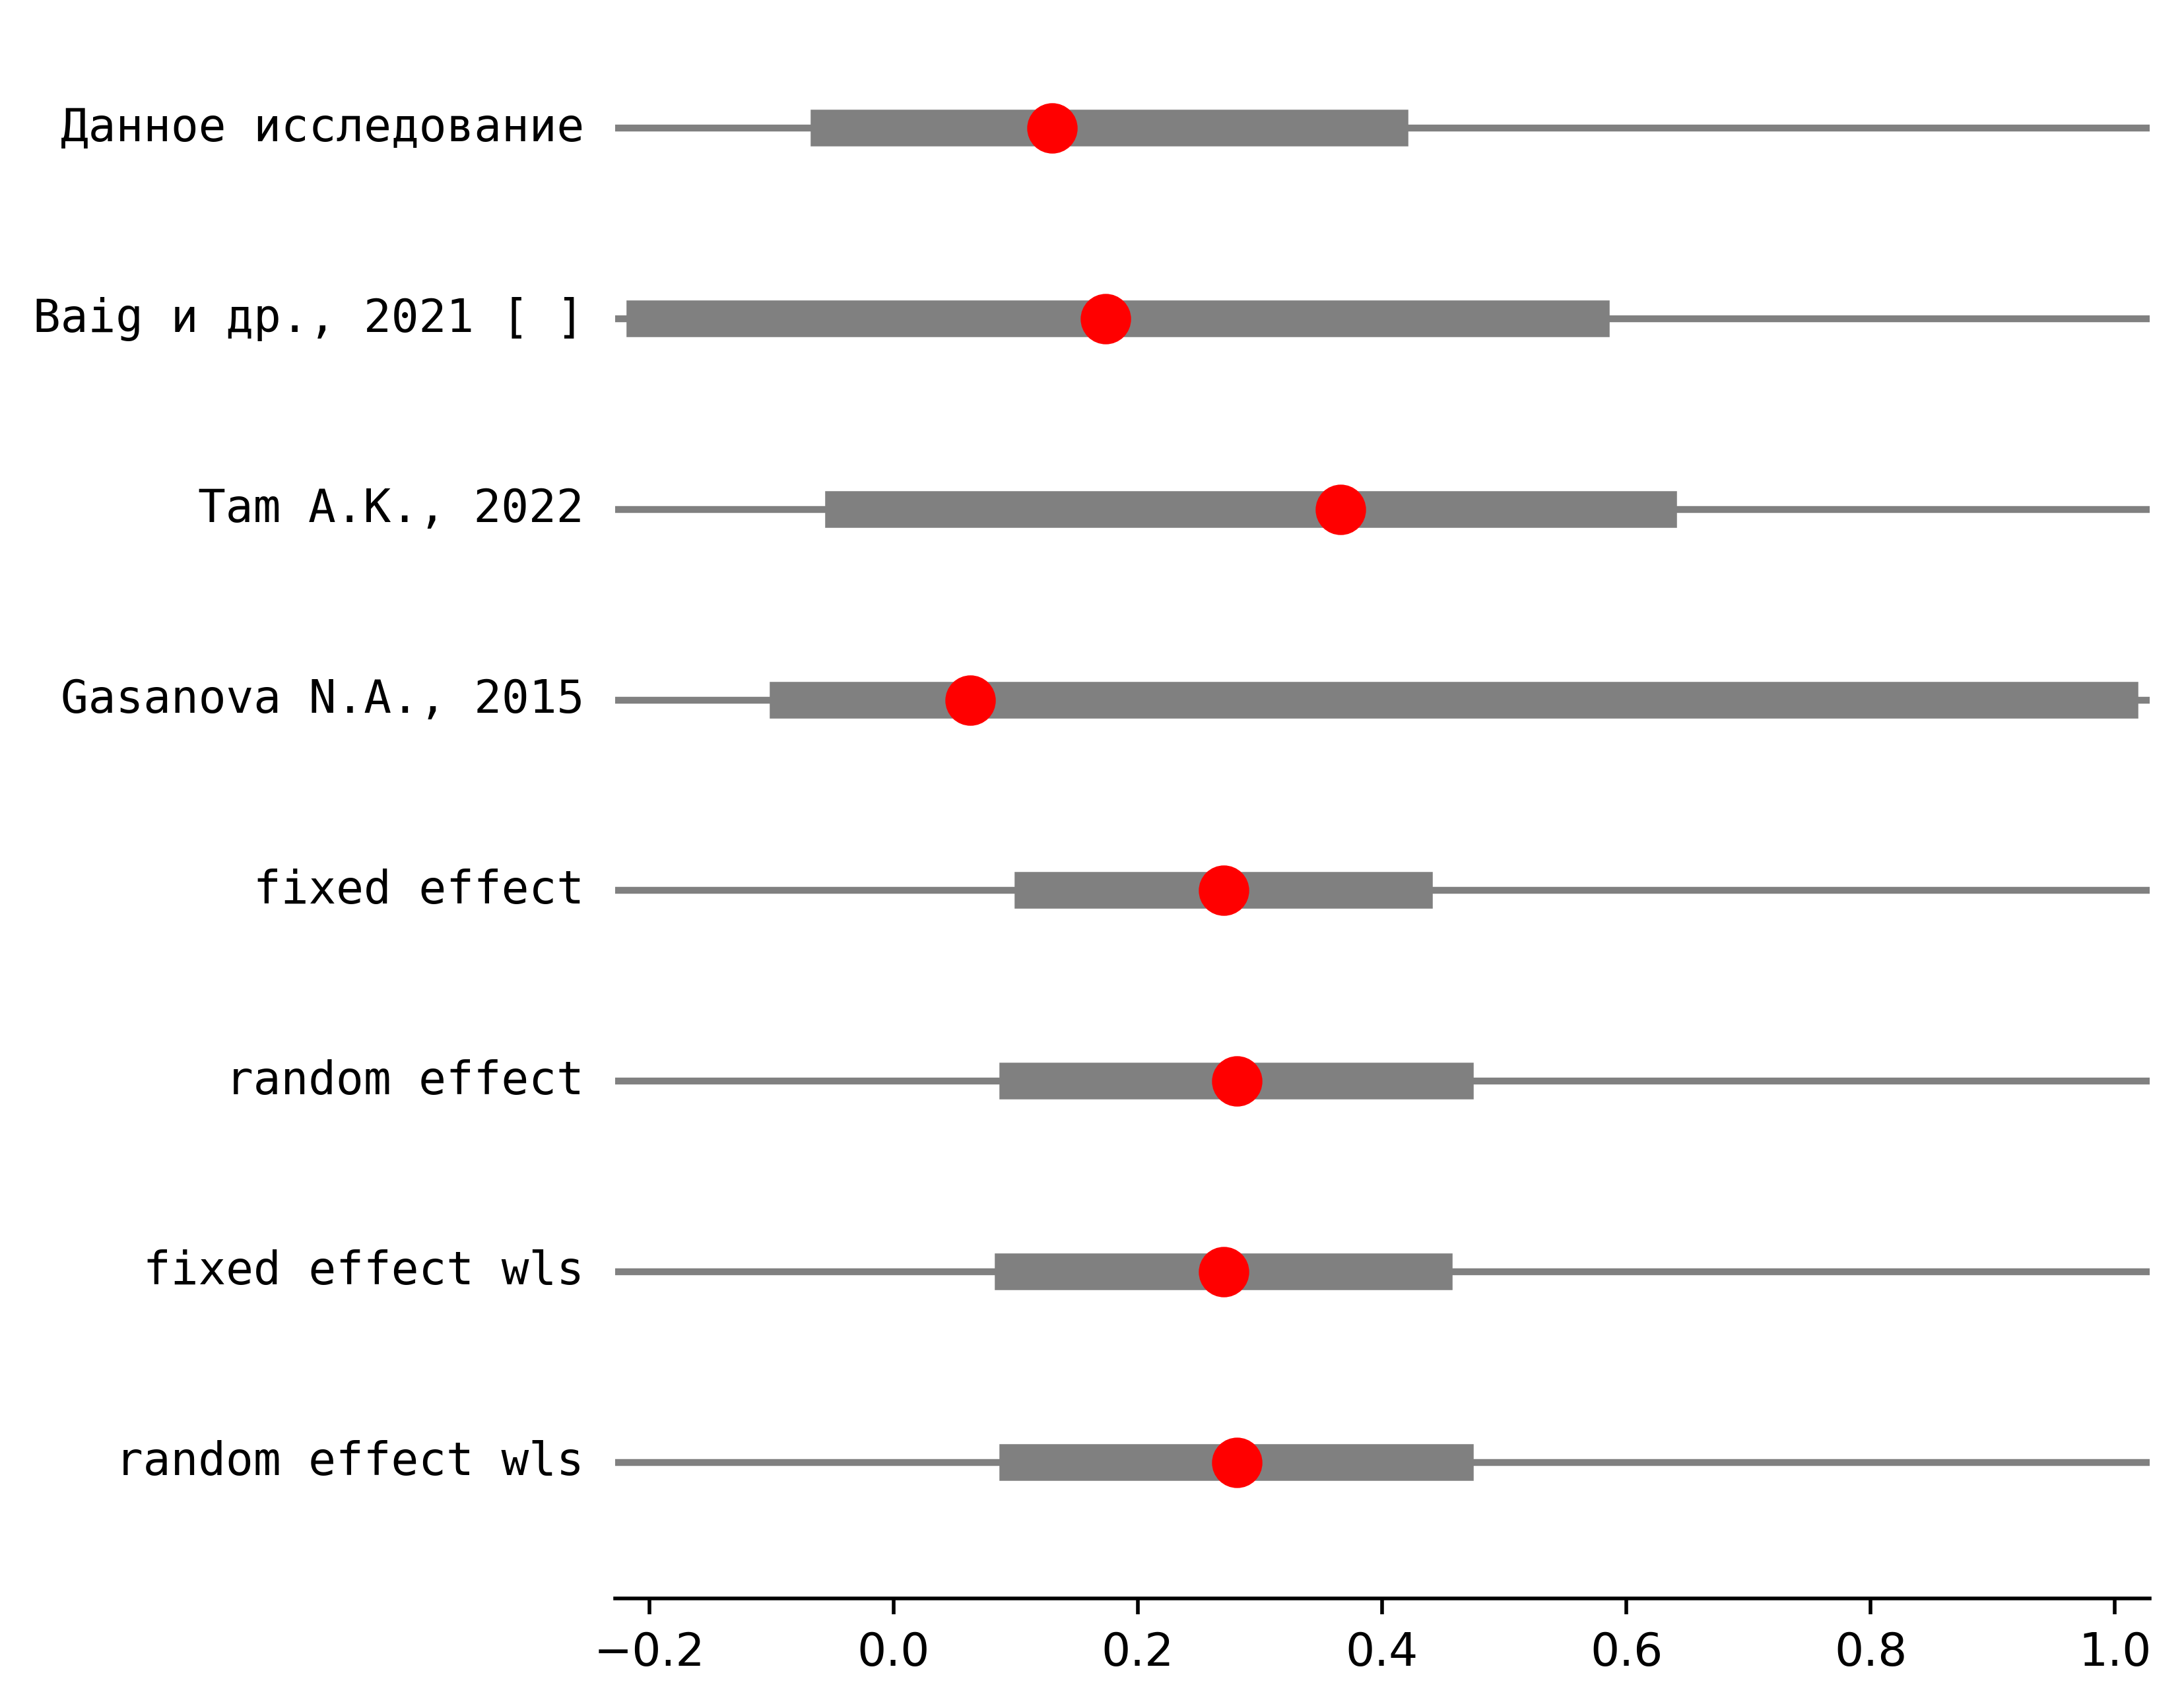 Данное исследование
Baig и др., 2021 [ ]
Tam A.K., 2022
Gasanova N.A., 2015
fixed effect
random effect
fixed effect wls
random effect wls
−0.2 0.0 0.2 0.4 0.6 0.8 1.0